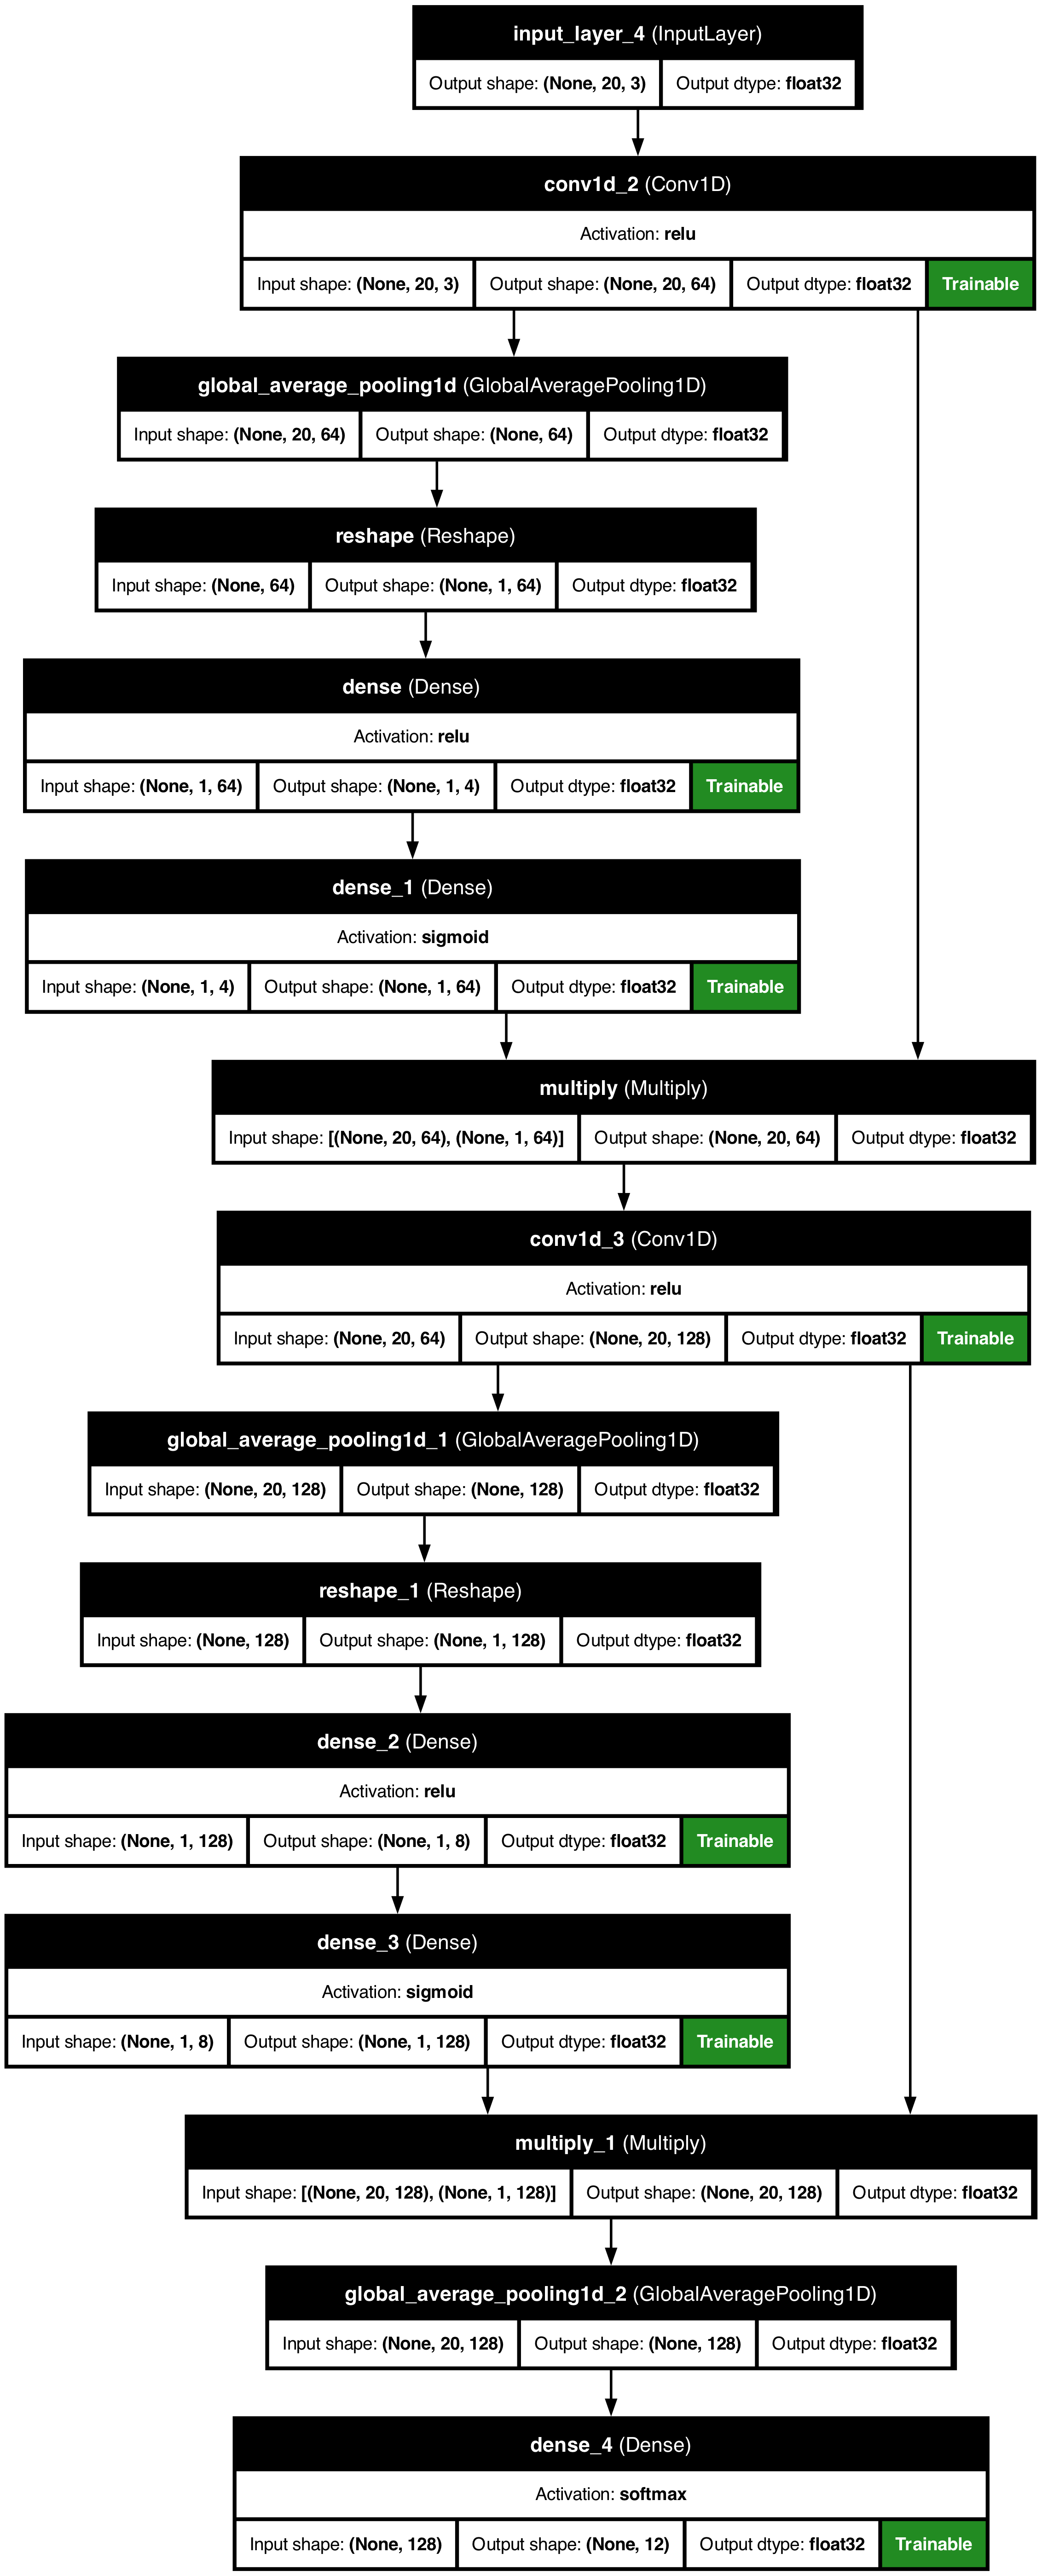 input_layer_4 (InputLayer)
Output shape: (None, 20, 3) Output dtype: float32
conv1d_2 (Conv1D)
Activation: relu
Input shape: (None, 20, 3) Output shape: (None, 20, 64) Output dtype: float32 Trainable
global_average_pooling1d (GlobalAveragePooling1D)
Input shape: (None, 20, 64) Output shape: (None, 64) Output dtype: float32
reshape (Reshape)
Input shape: (None, 64) Output shape: (None, 1, 64) Output dtype: float32
dense (Dense)
Activation: relu
Input shape: (None, 1, 64) Output shape: (None, 1, 4) Output dtype: float32 Trainable
dense_1 (Dense)
Activation: sigmoid
Input shape: (None, 1, 4) Output shape: (None, 1, 64) Output dtype: float32 Trainable
multiply (Multiply)
Input shape: [(None, 20, 64), (None, 1, 64)] Output shape: (None, 20, 64) Output dtype: float32
conv1d_3 (Conv1D)
Activation: relu
Input shape: (None, 20, 64) Output shape: (None, 20, 128) Output dtype: float32 Trainable
global_average_pooling1d_1 (GlobalAveragePooling1D)
Input shape: (None, 20, 128) Output shape: (None, 128) Output dtype: float32
reshape_1 (Reshape)
Input shape: (None, 128) Output shape: (None, 1, 128) Output dtype: float32
dense_2 (Dense)
Activation: relu
Input shape: (None, 1, 128) Output shape: (None, 1, 8) Output dtype: float32 Trainable
dense_3 (Dense)
Activation: sigmoid
Input shape: (None, 1, 8) Output shape: (None, 1, 128) Output dtype: float32 Trainable
multiply_1 (Multiply)
Input shape: [(None, 20, 128), (None, 1, 128)] Output shape: (None, 20, 128) Output dtype: float32
global_average_pooling1d_2 (GlobalAveragePooling1D)
Input shape: (None, 20, 128) Output shape: (None, 128) Output dtype: float32
dense_4 (Dense)
Activation: softmax
Input shape: (None, 128) Output shape: (None, 12) Output dtype: float32 Trainable